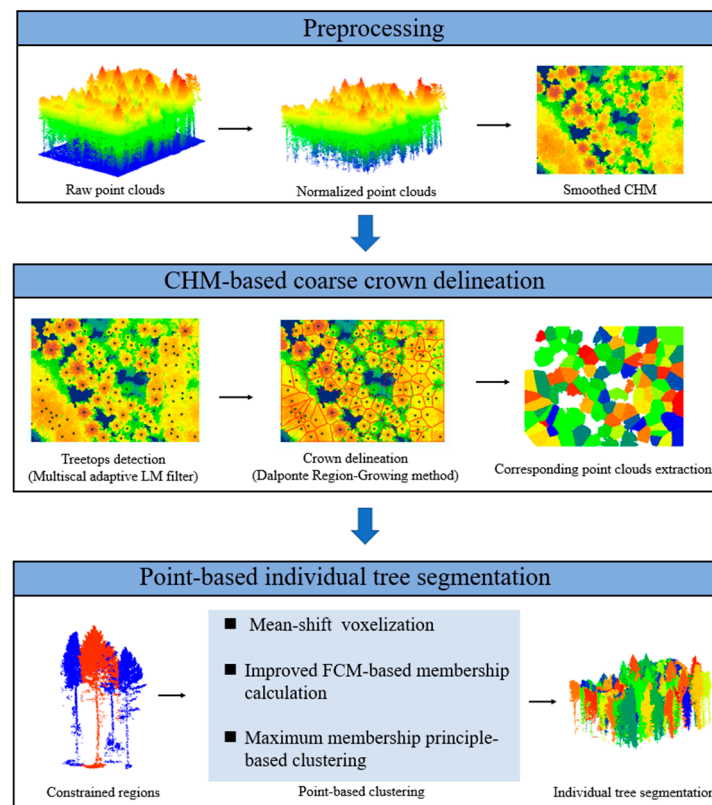 Preprocessing
Raw point clouds
Normalized point clouds
Smoothed CHM
CHM-based coarse crown delineation
Treetops detection
(Multiscal adaptive LM filter)
Crown delineation
(Dalponte Region-Growing method)
Corresponding point clouds extraction
Point-based individual tree segmentation
■ Mean-shift voxelization
■ Improved FCM-based membership
calculation
■ Maximum membership principle-
based clustering
Constrained regions
Point-based clustering
Individual tree segmentation